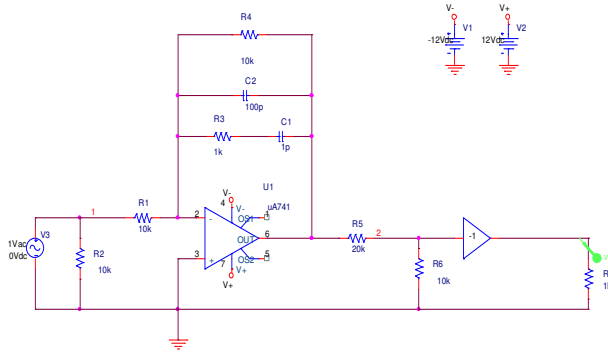 R4
10k
C2
100p
R3
1k
C1
1p
V-
V1
-12Vdc
V+
V2
12Vdc
U1
uA741
V-
4
OS1
1
2
-
OUT
6
3
+
7
OS2
5
V+
1
R1
10k
V3
1Vac
0Vdc
R2
10k
R5
20k
2
R6
10k
-1
V
R